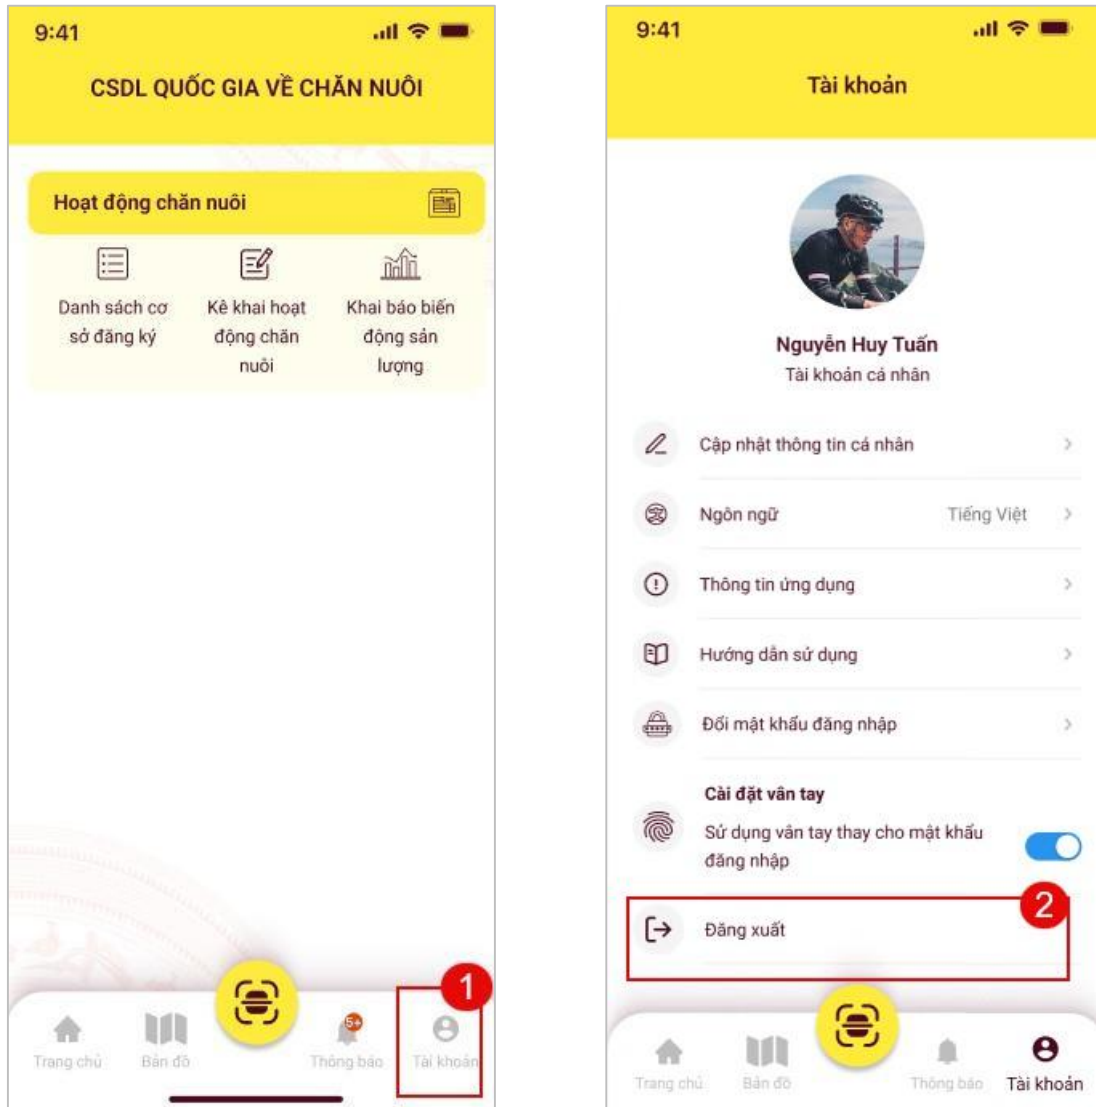 9:41
CSDL QUỐC GIA VỀ CHĂN NUÔI
Hoạt động chăn nuôi
Danh sách cơ
sở đăng ký
Kê khai hoạt
động chăn
nuôi
Khai báo biến
động sản
lượng
1
5+
Trang chủ
Bản đồ
Thông báo
Tài khoản
9:41
Tài khoản
Nguyễn Huy Tuấn
Tài khoản cá nhân
Cập nhật thông tin cá nhân
Ngôn ngữ
Tiếng Việt
Thông tin ứng dụng
Hướng dẫn sử dụng
Đổi mật khẩu đăng nhập
Cài đặt vân tay
Sử dụng vân tay thay cho mật khẩu
đăng nhập
2
Đăng xuất
Trang chủ
Bản đồ
Thông báo
Tài khoản